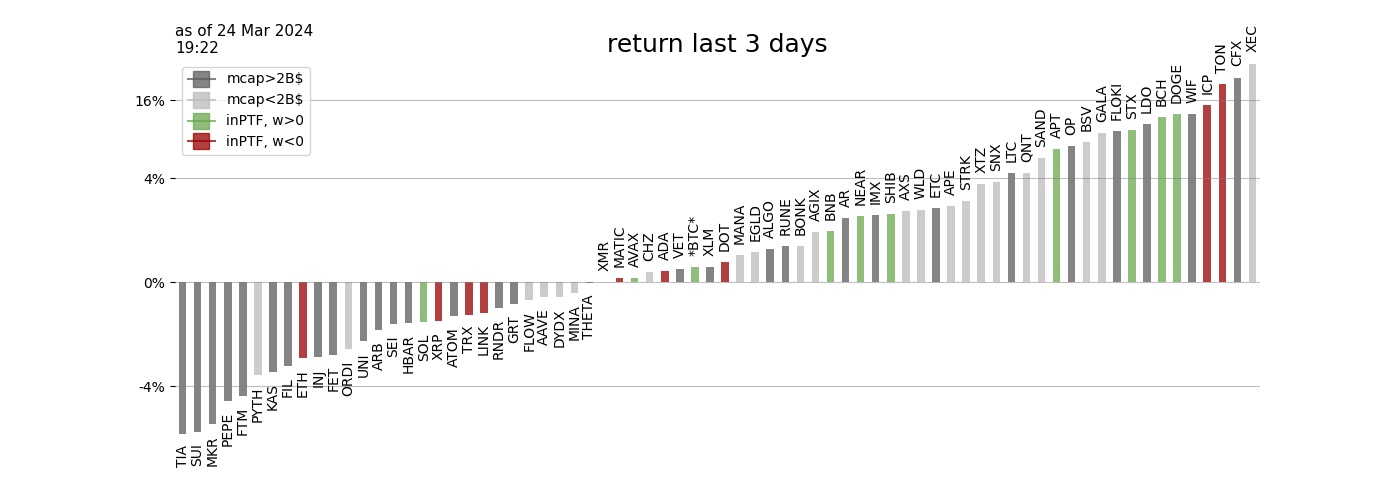 as of 24 Mar 2024
19:22
return last 3 days
mcap>2B$
mcap<2B$
inPTF, w>0
inPTF, w<0
16%
4%
0%
-4%
TIA
SUI
MKR
PEPE
FTM
PYTH
KAS
FIL
ETH
INJ
FET
ORDI
UNI
ARB
SEI
HBAR
SOL
XRP
ATOM
TRX
LINK
RNDR
GRT
FLOW
AAVE
DYDX
MINA
THETA
XMR
MATIC
AVAX
CHZ
ADA
VET
*BTC*
XLM
DOT
MANA
EGLD
ALGO
RUNE
BONK
AGIX
BNB
AR
NEAR
IMX
SHIB
AXS
WLD
ETC
APE
STRK
XTZ
SNX
LTC
QNT
SAND
APT
OP
BSV
GALA
FLOKI
STX
LDO
BCH
DOGE
WIF
ICP
TON
CFX
XEC